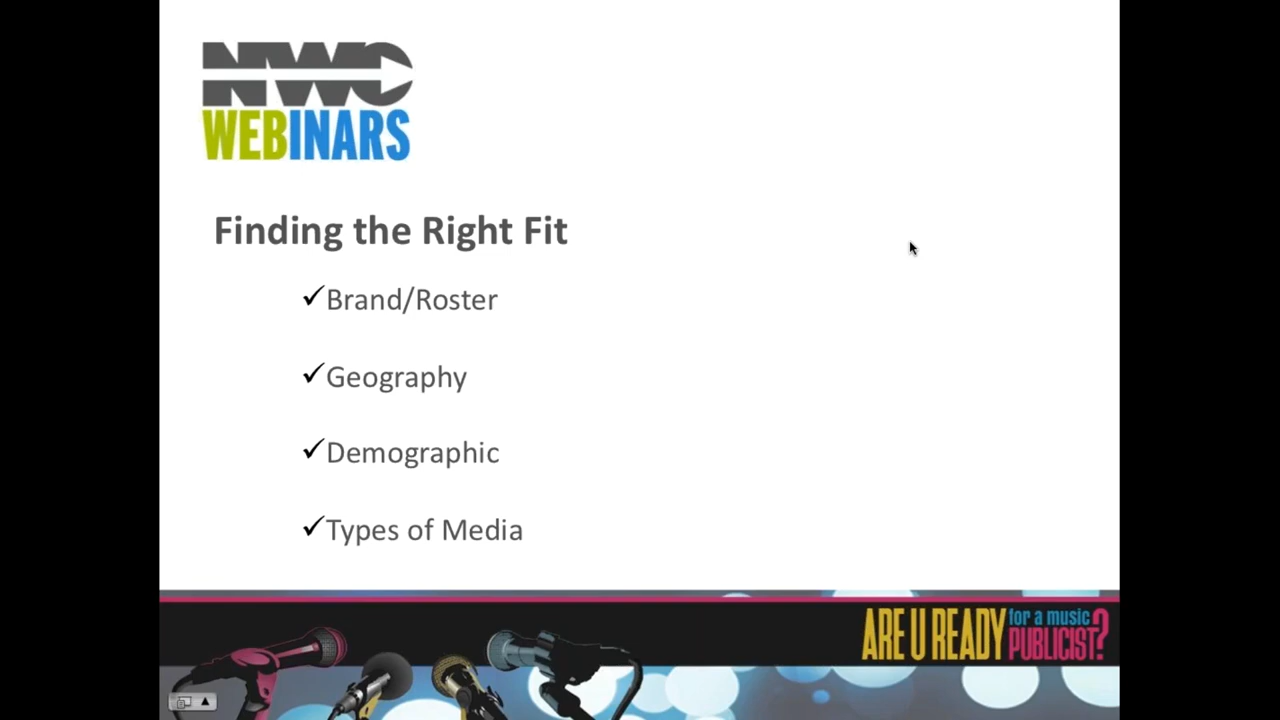 NWC
WEBINARS
Finding the Right Fit
✓Brand/Roster
✓Geography
✓Demographic
✓Types of Media
ARE U READY for a music PUBLICIST?